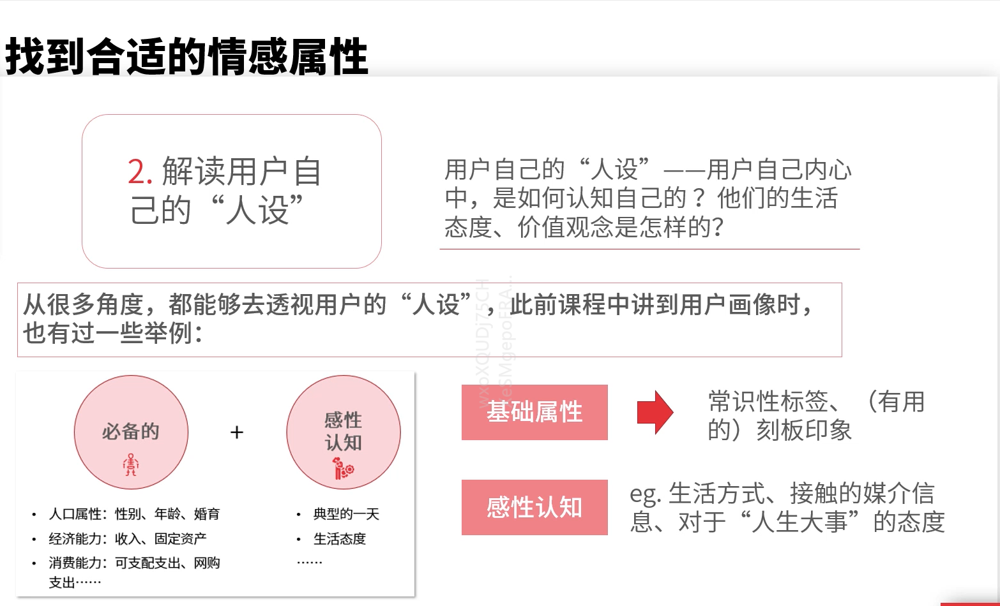 找到合适的情感属性
2. 解读用户自
己的“人设”
用户自己的“人设”——用户自己内心
中，是如何认知自己的？他们的生活
态度、价值观念是怎样的？
从很多角度，都能够去透视用户的“人设”，此前课程中讲到用户画像时，
也有过一些举例：
必备的
+
感性
认知
• 人口属性：性别、年龄、婚育
• 经济能力：收入、固定资产
• 消费能力：可支配支出、网购
支出……
• 典型的一天
• 生活态度
……
基础属性
常识性标签、（有用
的）刻板印象
感性认知
eg. 生活方式、接触的媒介信
息、对于“人生大事”的态度
wxoXQUDj75CH